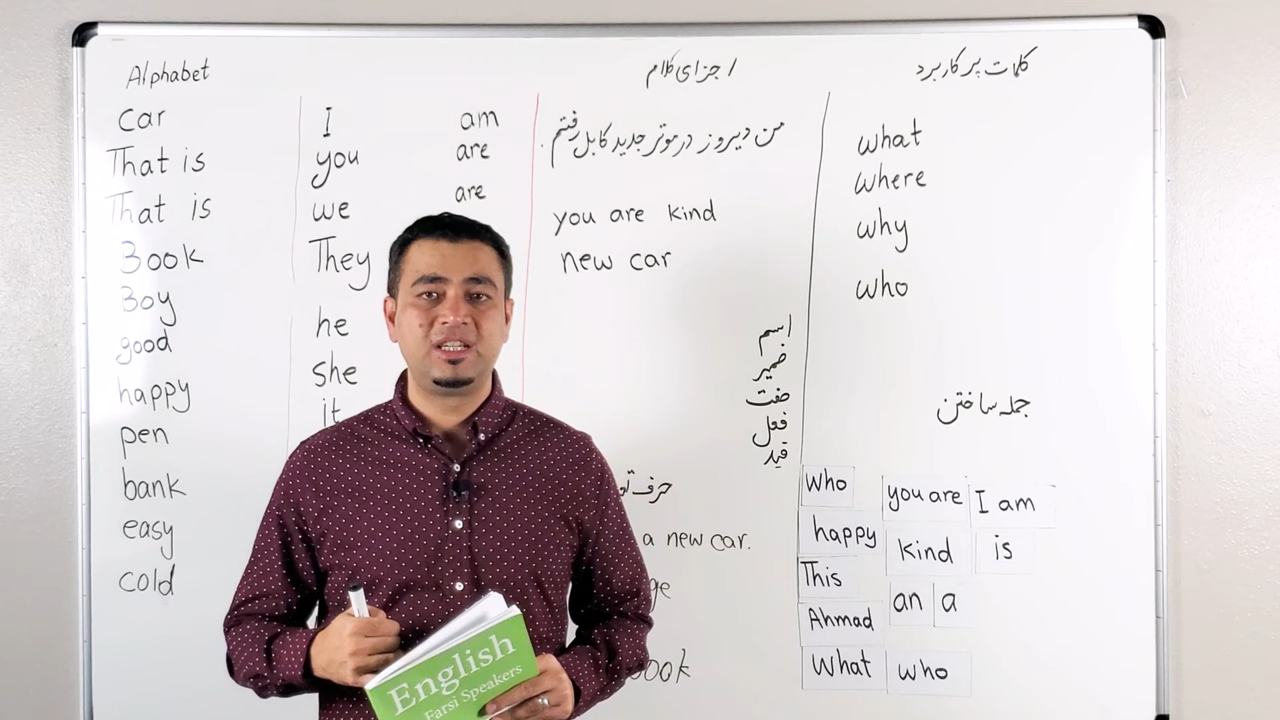 Alphabet
car
That is
That is
Book
Boy
good
happy
pen
bank
easy
cold
I am
you are
we are
They
he
she
it
اجزای کلام
من دیروز در موتر جدید کابل رفتم.
you are kind
new car
اسم
ضمیر
صفت
فعل
قید
حرف
a new car.
کلمات پر کاربرد
what
where
why
who
جمله ساختن
Who
you are
I am
happy
kind
is
This
an
a
Ahmad
What
who
English
Farsi Speakers